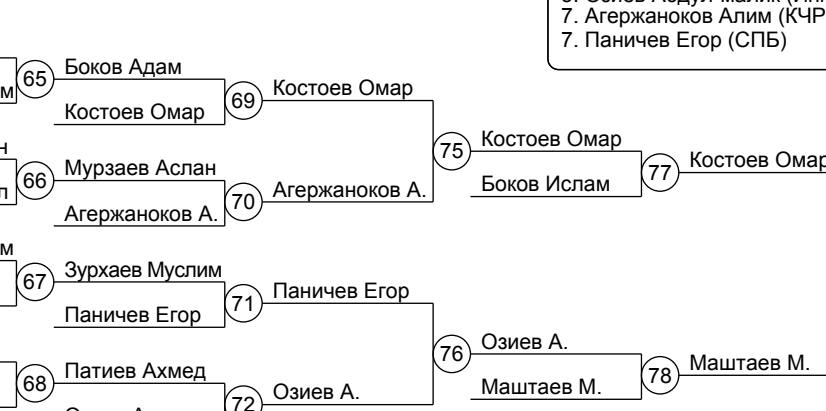 7. Агержаноков Алим (КЧР
7. Паничев Егор (СПБ)
65
Боков Адам
м
Костоев Омар
69
Костоев Омар
н
66
Мурзаев Аслан
л
Агержаноков А.
70
Агержаноков А.
75
Костоев Омар
Боков Ислам
77
Костоев Омар
м
67
Зурхаев Муслим
Паничев Егор
71
Паничев Егор
68
Патиев Ахмед
72
Озиев А.
76
Озиев А.
Маштаев М.
78
Маштаев М.